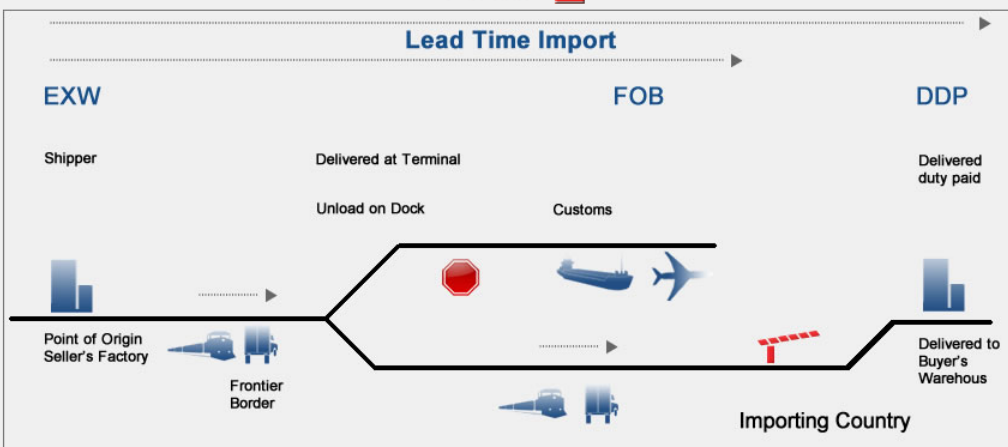 Lead Time Import
EXW
FOB
DDP
Shipper
Delivered at Terminal
Delivered
duty paid
Unload on Dock
Customs
Point of Origin
Seller's Factory
Frontier
Border
Delivered to
Buyer's
Warehous
Importing Country